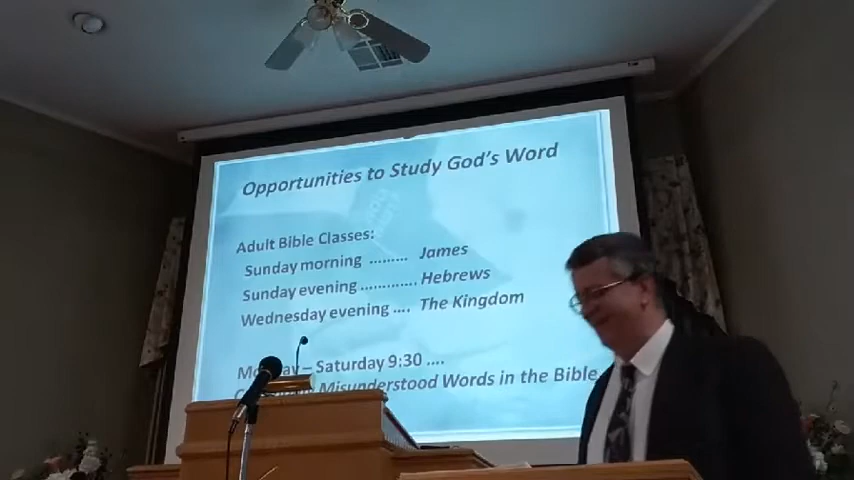 Opportunities to Study God's Word
Adult Bible Classes:
Sunday morning ......... James
Sunday evening .............. Hebrews
Wednesday evening .... The Kingdom
Saturday 9:30 ....
Misunderstood Words in the Bible